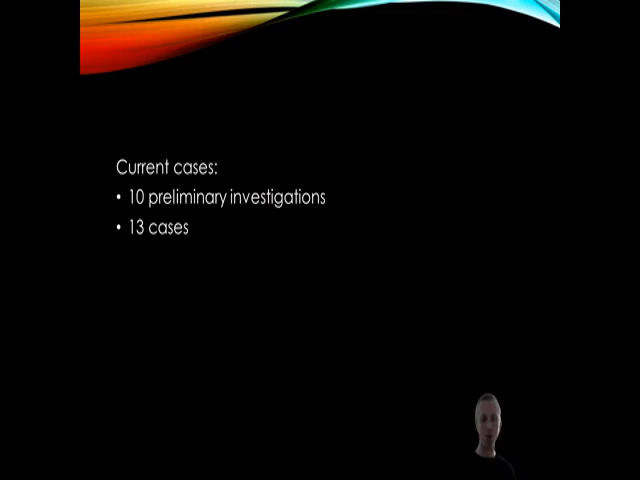 Current cases:
• 10 preliminary investigations
• 13 cases